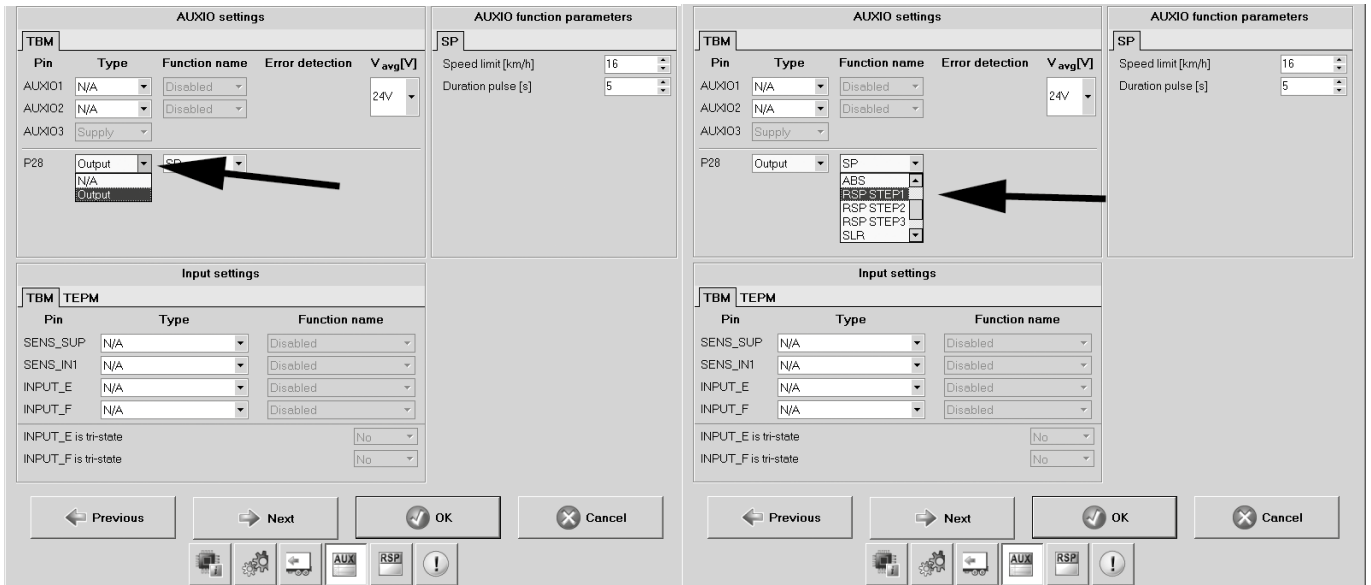 AUXIO settings
TBM
Pin Type Function name Error detection V avg[V]
AUXIO1 N/A Disabled
24V
AUXIO2 N/A Disabled
AUXIO3 Supply
P28 Output SP
N/A
Output
AUXIO function parameters
SP
Speed limit [km/h] 16
Duration pulse [s] 5
Input settings
TBM TEPM
Pin Type Function name
SENS_SUP N/A Disabled
SENS_IN1 N/A Disabled
INPUT_E N/A Disabled
INPUT_F N/A Disabled
INPUT_E is tri-state No
INPUT_F is tri-state No
Previous Next OK Cancel
AUX RSP
AUXIO settings
TBM
Pin Type Function name Error detection V avg[V]
AUXIO1 N/A Disabled
24V
AUXIO2 N/A Disabled
AUXIO3 Supply
P28 Output SP
ABS
RSP STEP1
RSP STEP2
RSP STEP3
SLR
AUXIO function parameters
SP
Speed limit [km/h] 16
Duration pulse [s] 5
Input settings
TBM TEPM
Pin Type Function name
SENS_SUP N/A Disabled
SENS_IN1 N/A Disabled
INPUT_E N/A Disabled
INPUT_F N/A Disabled
INPUT_E is tri-state No
INPUT_F is tri-state No
Previous Next OK Cancel
AUX RSP